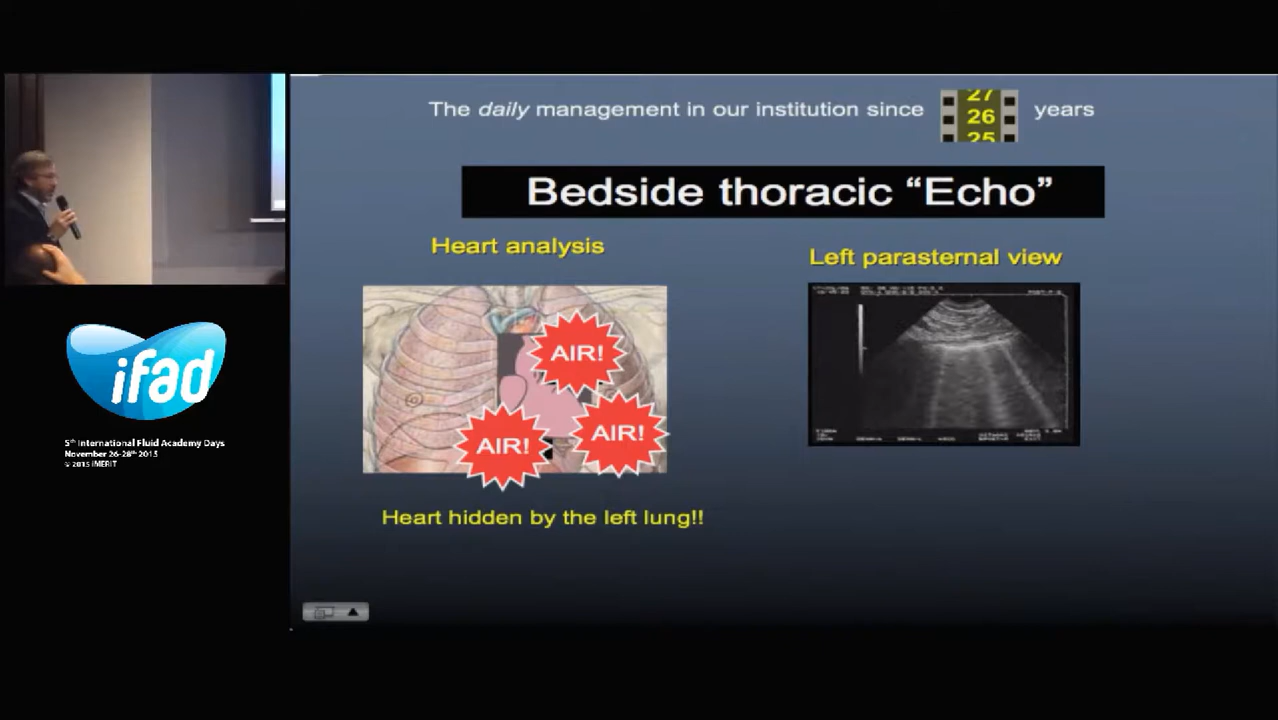 The daily management in our institution since 27 26 25 years
Bedside thoracic “Echo”
Heart analysis
Left parasternal view
AIR!
AIR!
AIR!
Heart hidden by the left lung!!
ifad
5th International Fluid Academy Days
November 26-28th 2015
© 2015 iMERiT